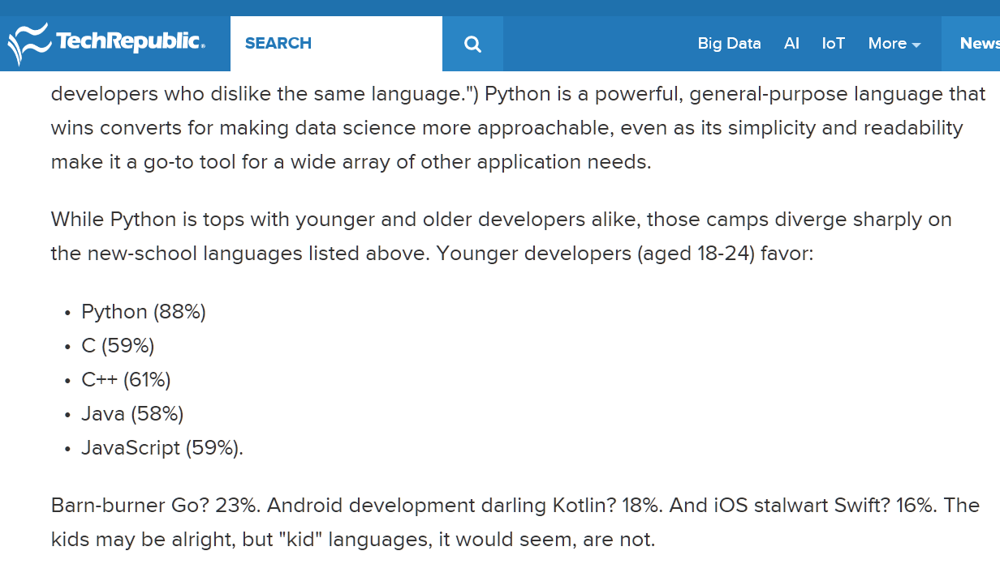 TechRepublic.
SEARCH
Big Data AI IoT More
News
developers who dislike the same language.") Python is a powerful, general-purpose language that
wins converts for making data science more approachable, even as its simplicity and readability
make it a go-to tool for a wide array of other application needs.
While Python is tops with younger and older developers alike, those camps diverge sharply on
the new-school languages listed above. Younger developers (aged 18-24) favor:
• Python (88%)
• C (59%)
• C++ (61%)
• Java (58%)
• JavaScript (59%).
Barn-burner Go? 23%. Android development darling Kotlin? 18%. And iOS stalwart Swift? 16%. The
kids may be alright, but "kid" languages, it would seem, are not.